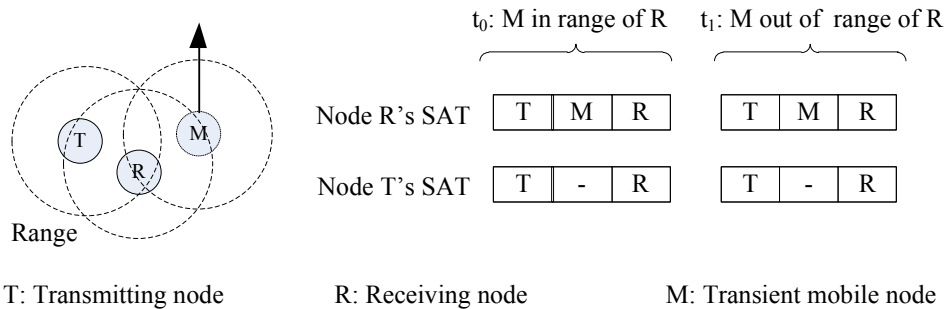 t₀: M in range of R
t₁: M out of range of R
Node R's SAT
T M R
T M R
Node T's SAT
T - R
T - R
T
R
M
Range
T: Transmitting node
R: Receiving node
M: Transient mobile node